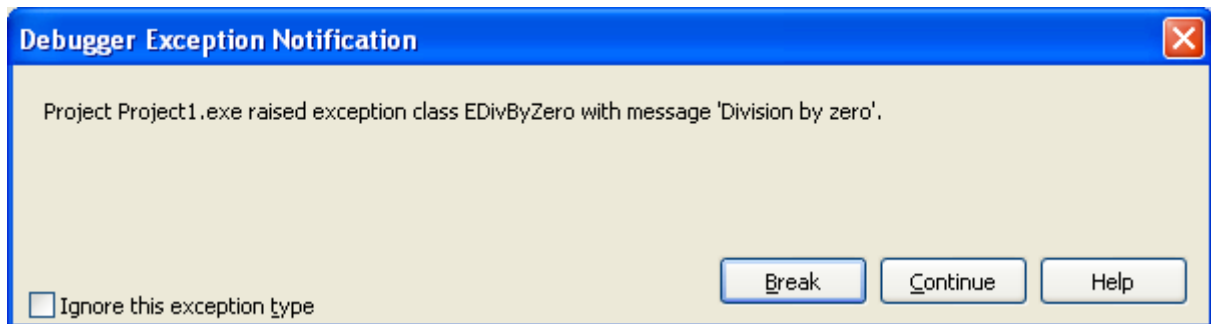 Debugger Exception Notification
Project Project1.exe raised exception class EDivByZero with message 'Division by zero'.
Break
Continue
Help
Ignore this exception type